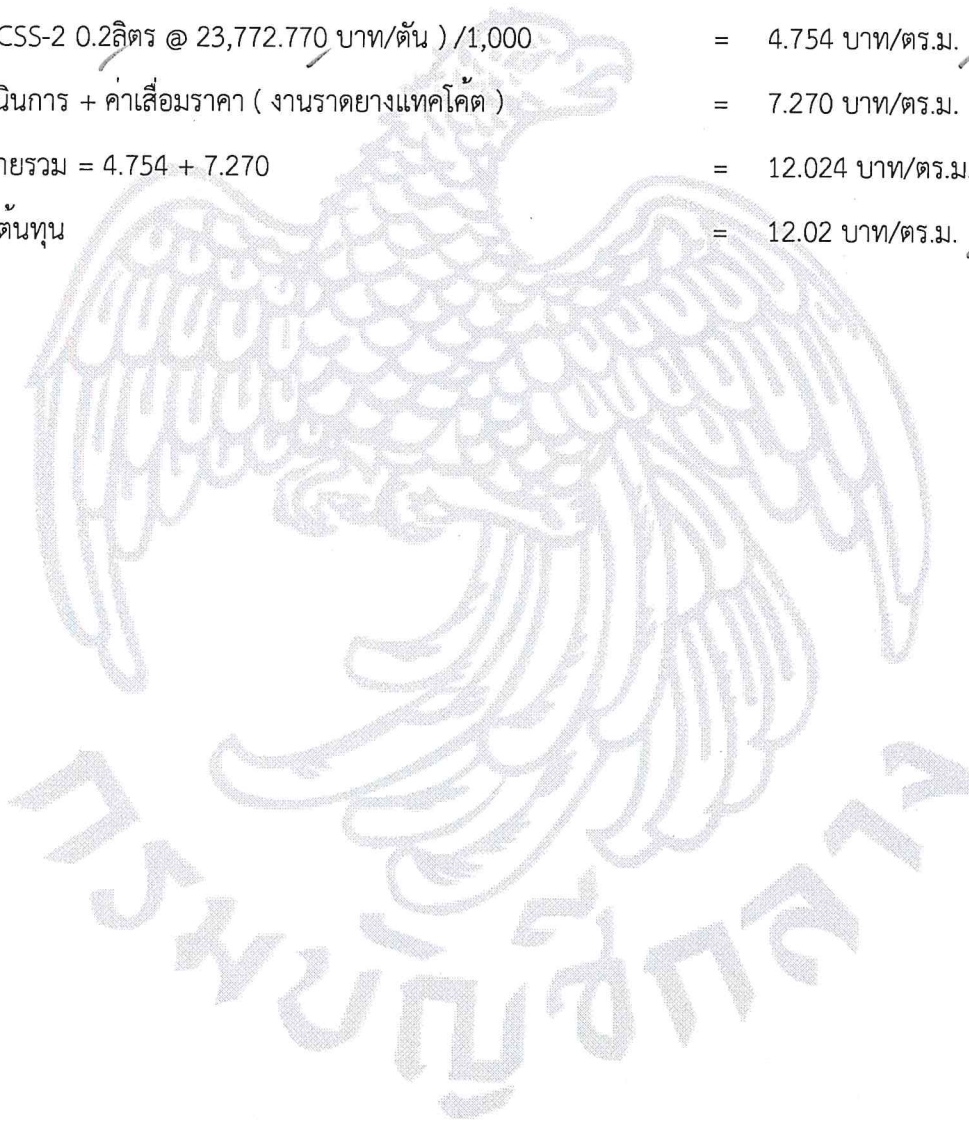 CSS-2 0.2ลิตร @ 23,772.770 บาท/ตัน ) /1,000 = 4.754 บาท/ตร.ม.
นินการ + ค่าเสื่อมราคา ( งานราดยางแทคโค้ต ) = 7.270 บาท/ตร.ม.
ายรวม = 4.754 + 7.270 = 12.024 บาท/ตร.ม.
ต้นทุน = 12.02 บาท/ตร.ม.
กรมบัญชีกลาง